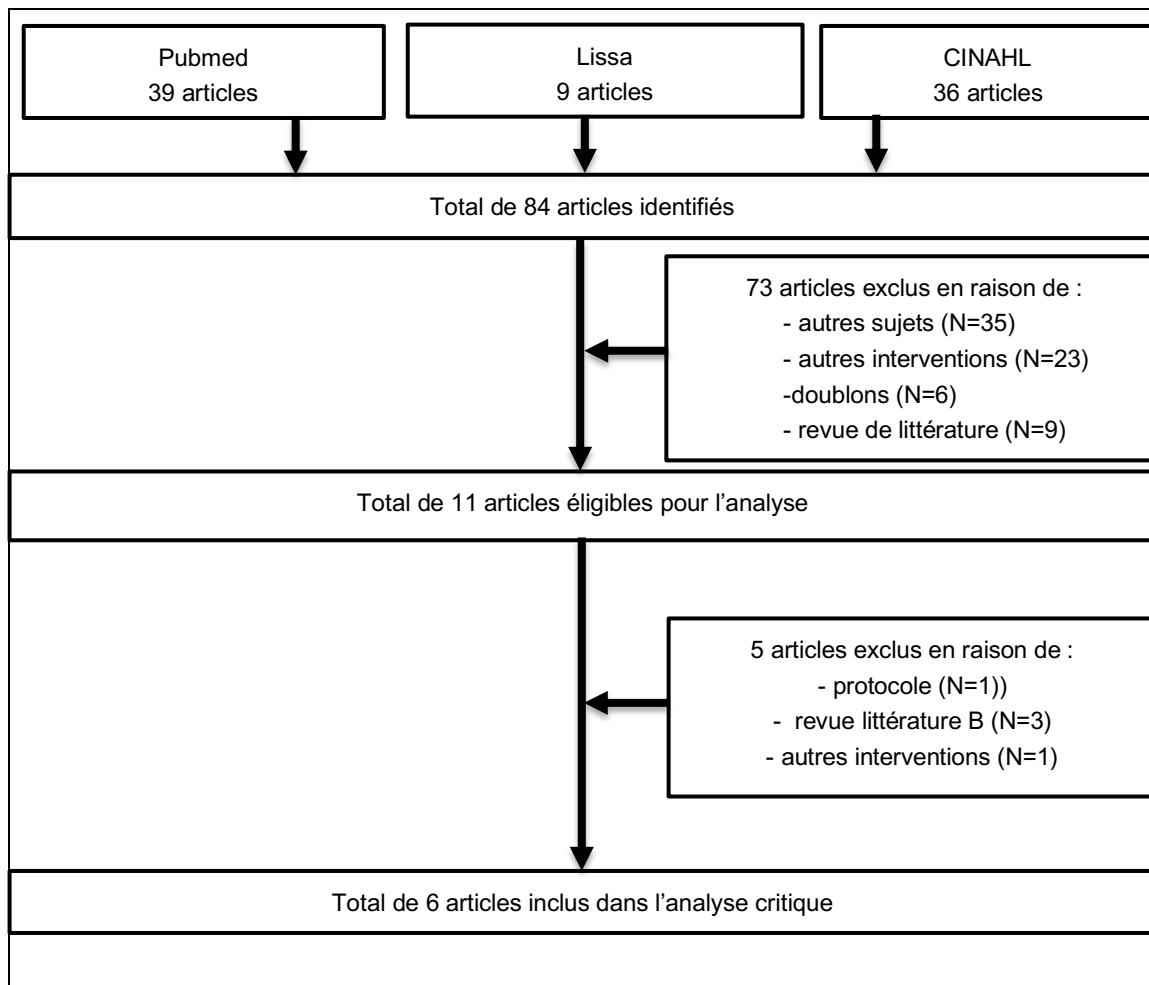 Pubmed
39 articles
Lissa
9 articles
CINAHL
36 articles
Total de 84 articles identifiés
73 articles exclus en raison de :
- autres sujets (N=35)
- autres interventions (N=23)
-doublons (N=6)
- revue de littérature (N=9)
Total de 11 articles éligibles pour l’analyse
5 articles exclus en raison de :
- protocole (N=1))
- revue littérature B (N=3)
- autres interventions (N=1)
Total de 6 articles inclus dans l’analyse critique